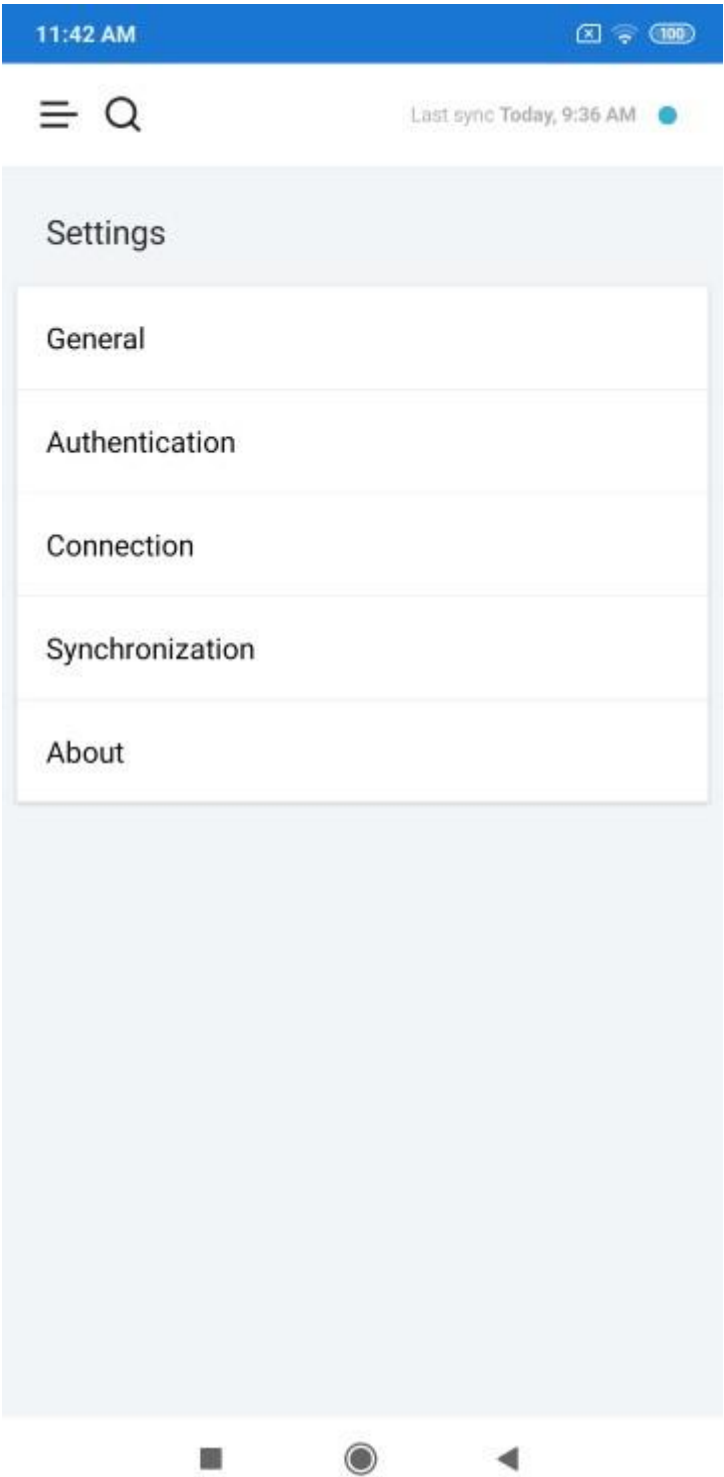 11:42 AM
100
Last sync Today, 9:36 AM
Settings
General
Authentication
Connection
Synchronization
About